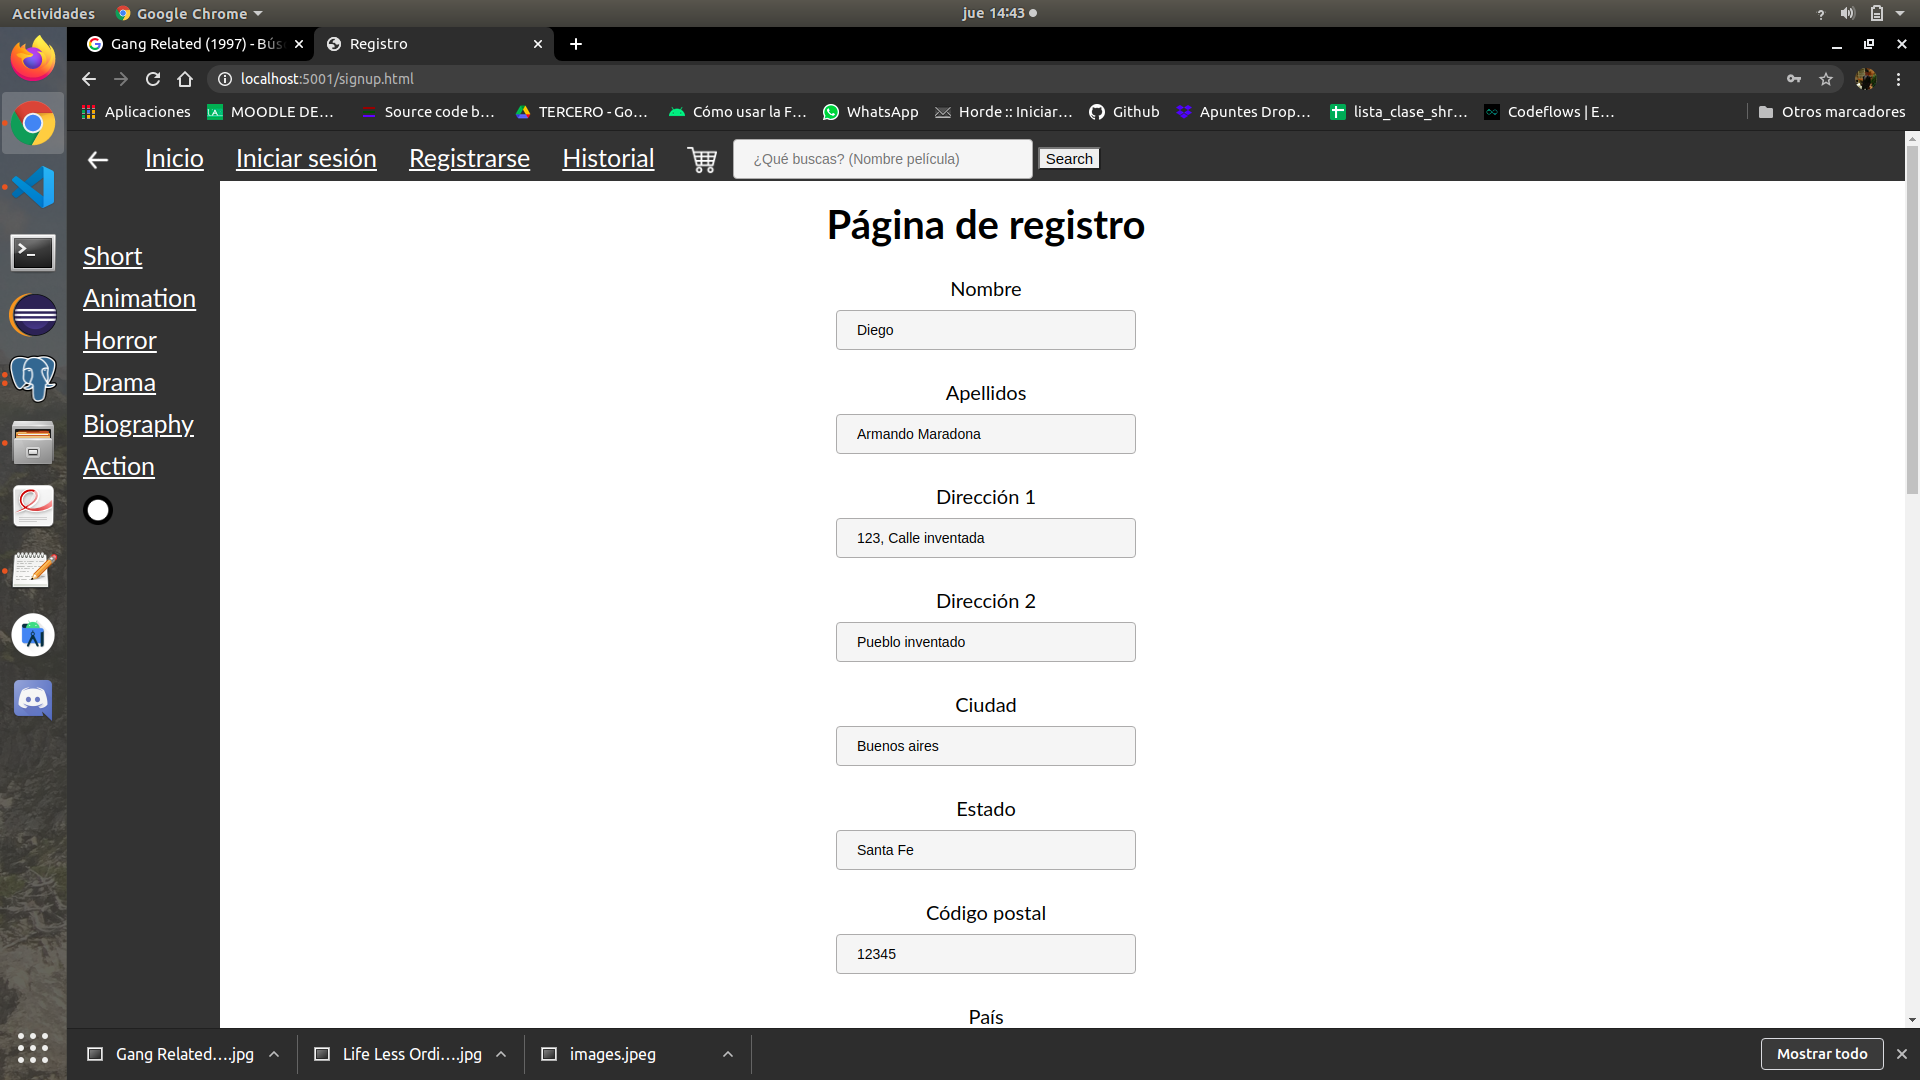 Actividades Google Chrome jue 14:43 ?
Gang Related (1997) - Bús Registro
localhost:5001/signup.html
Aplicaciones MOODLE DE... Source code b... TERCERO - Go... Cómo usar la F... WhatsApp Horde :: Iniciar... Github Apuntes Drop... lista_clase_shr... Codeflows | E... Otros marcadores
Inicio Iniciar sesión Registrarse Historial ¿Qué buscas? (Nombre película) Search
Short
Animation
Horror
Drama
Biography
Action
Página de registro
Nombre
Diego
Apellidos
Armando Maradona
Dirección 1
123, Calle inventada
Dirección 2
Pueblo inventado
Ciudad
Buenos aires
Estado
Santa Fe
Código postal
12345
País
Gang Related....jpg Life Less Ordi....jpg images.jpeg Mostrar todo